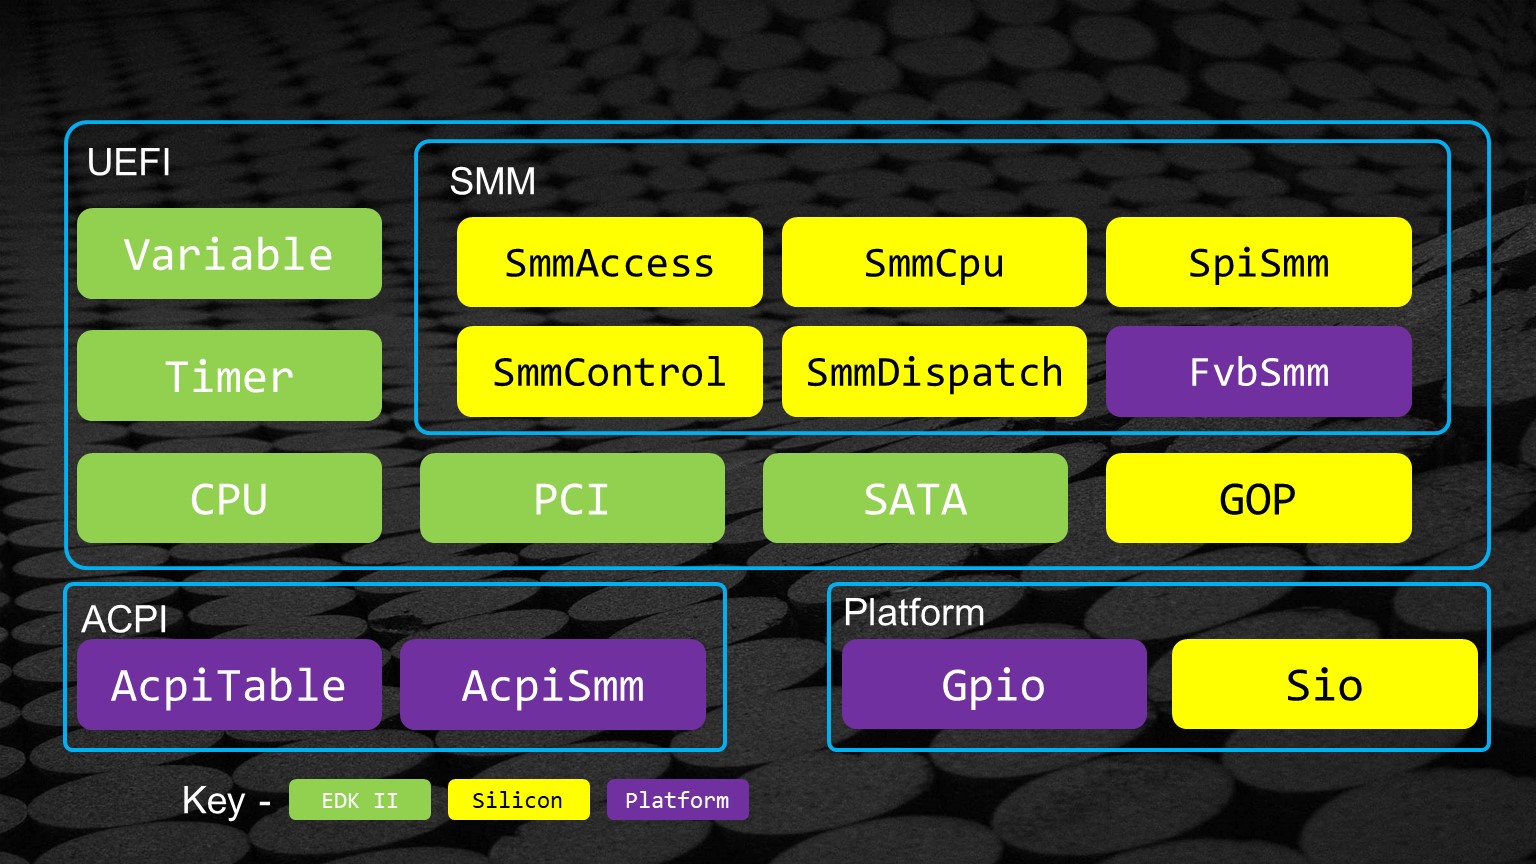 UEFI
SMM
Variable
SmmAccess SmmCpu SpiSmm
Timer
SmmControl SmmDispatch FvbSmm
CPU PCI SATA GOP
ACPI
AcpiTable AcpiSmm
Platform
Gpio Sio
Key - EDK II Silicon Platform